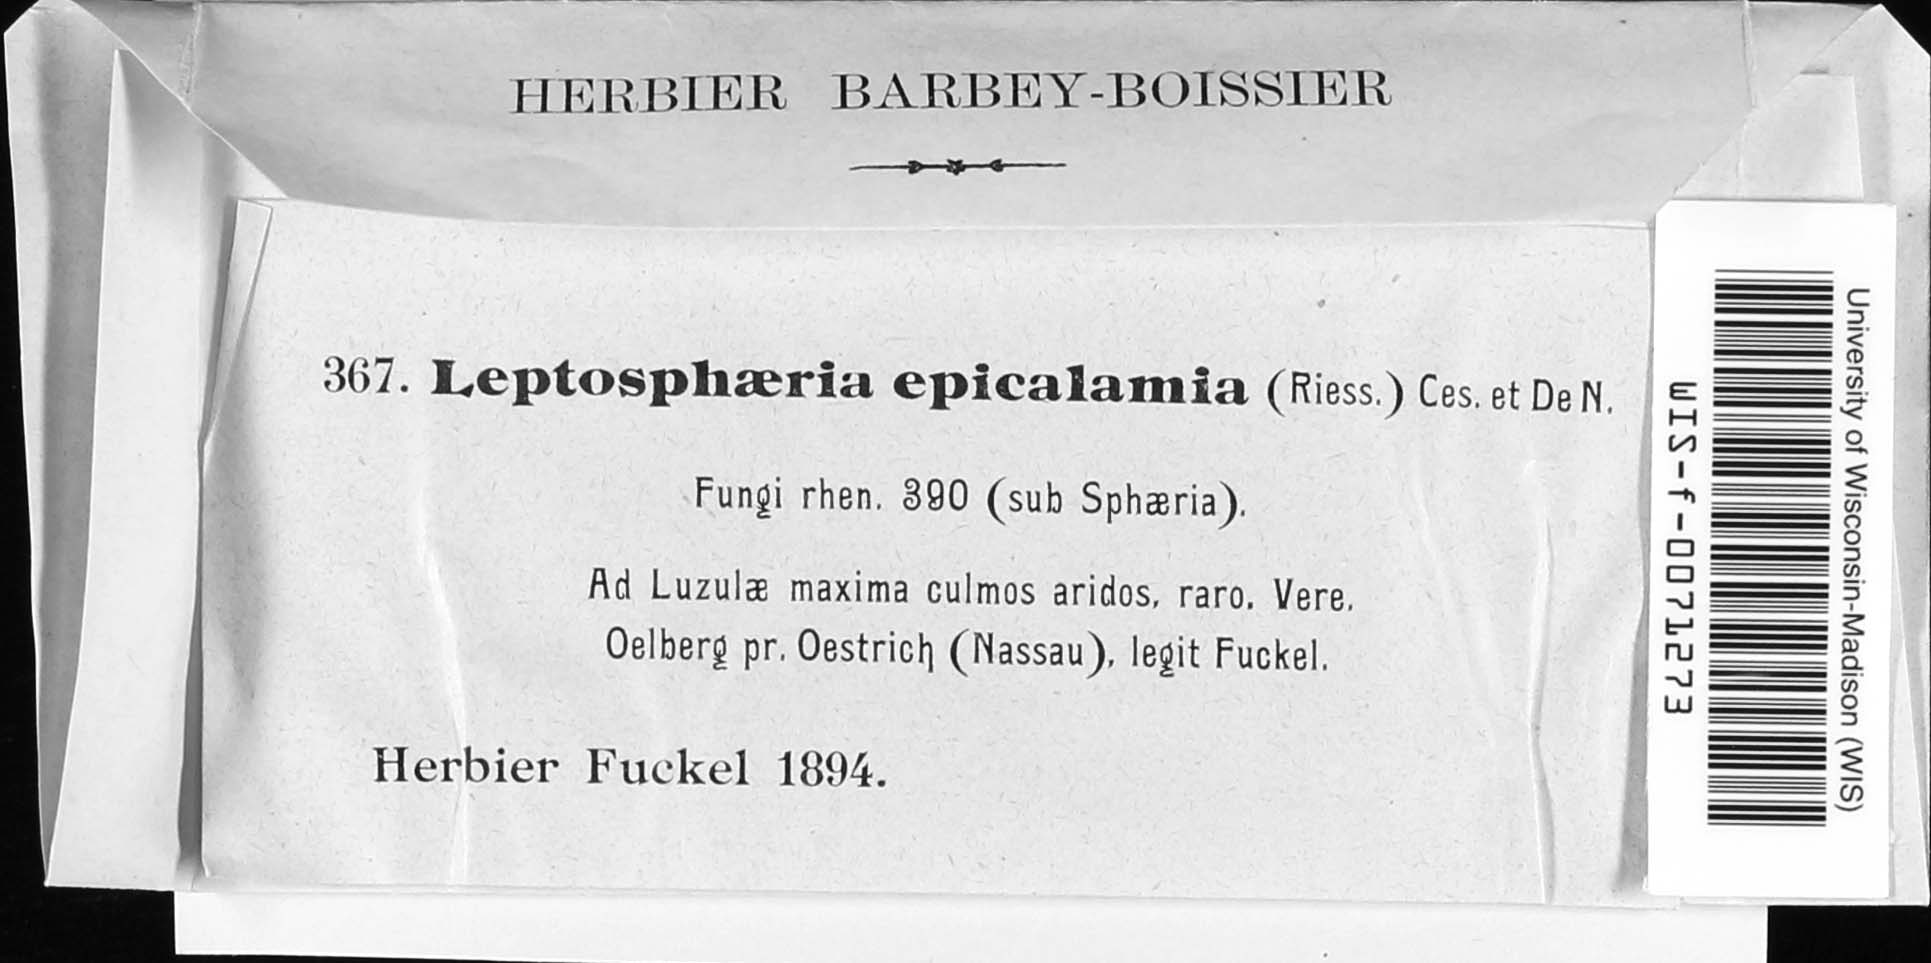 HERBIER BARBEY-BOISSIER
367. Leptosphæria epicalamia (Riess.) Ces. et De N.
Fungi rhen. 390 (sub Sphæria).
Ad Luzulæ maxima culmos aridos, raro. Vere.
Oelberg pr. Oestrich (Nassau), legit Fuckel.
Herbier Fuckel 1894.
University of Wisconsin-Madison (WIS)
WIS-f-0071273